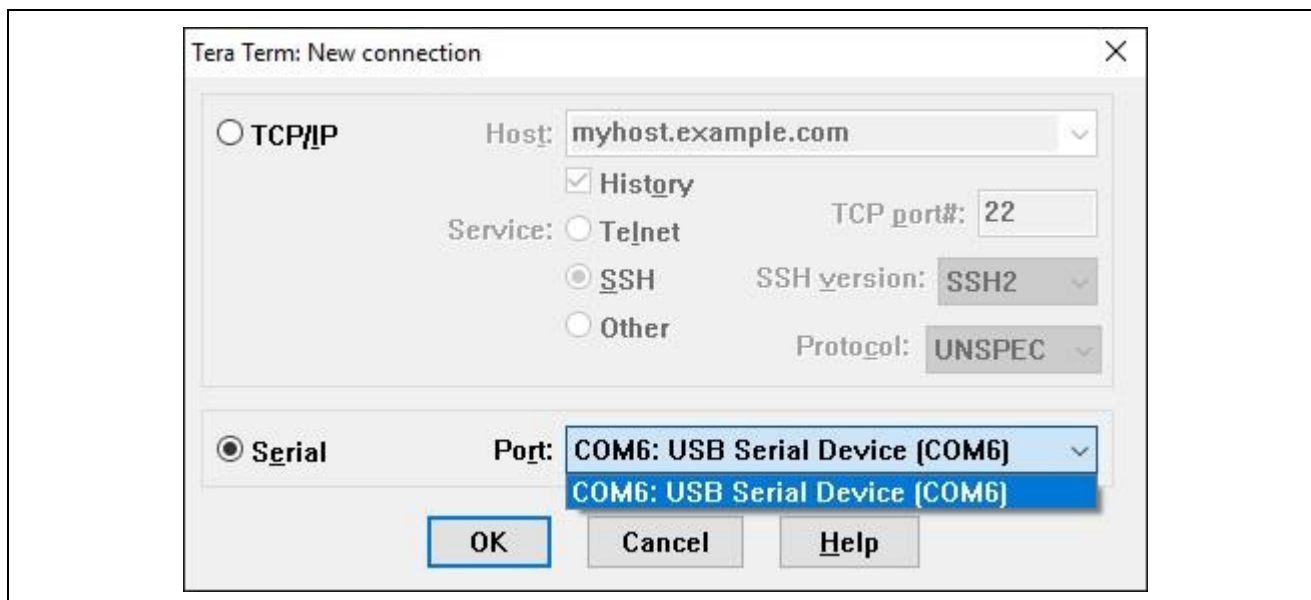 Tera Term: New connection
TCP/IP
Host: myhost.example.com
History
Service: Telnet
TCP port#: 22
SSH
SSH version: SSH2
Other
Protocol: UNSPEC
Serial
Port: COM6: USB Serial Device (COM6)
COM6: USB Serial Device (COM6)
OK Cancel Help